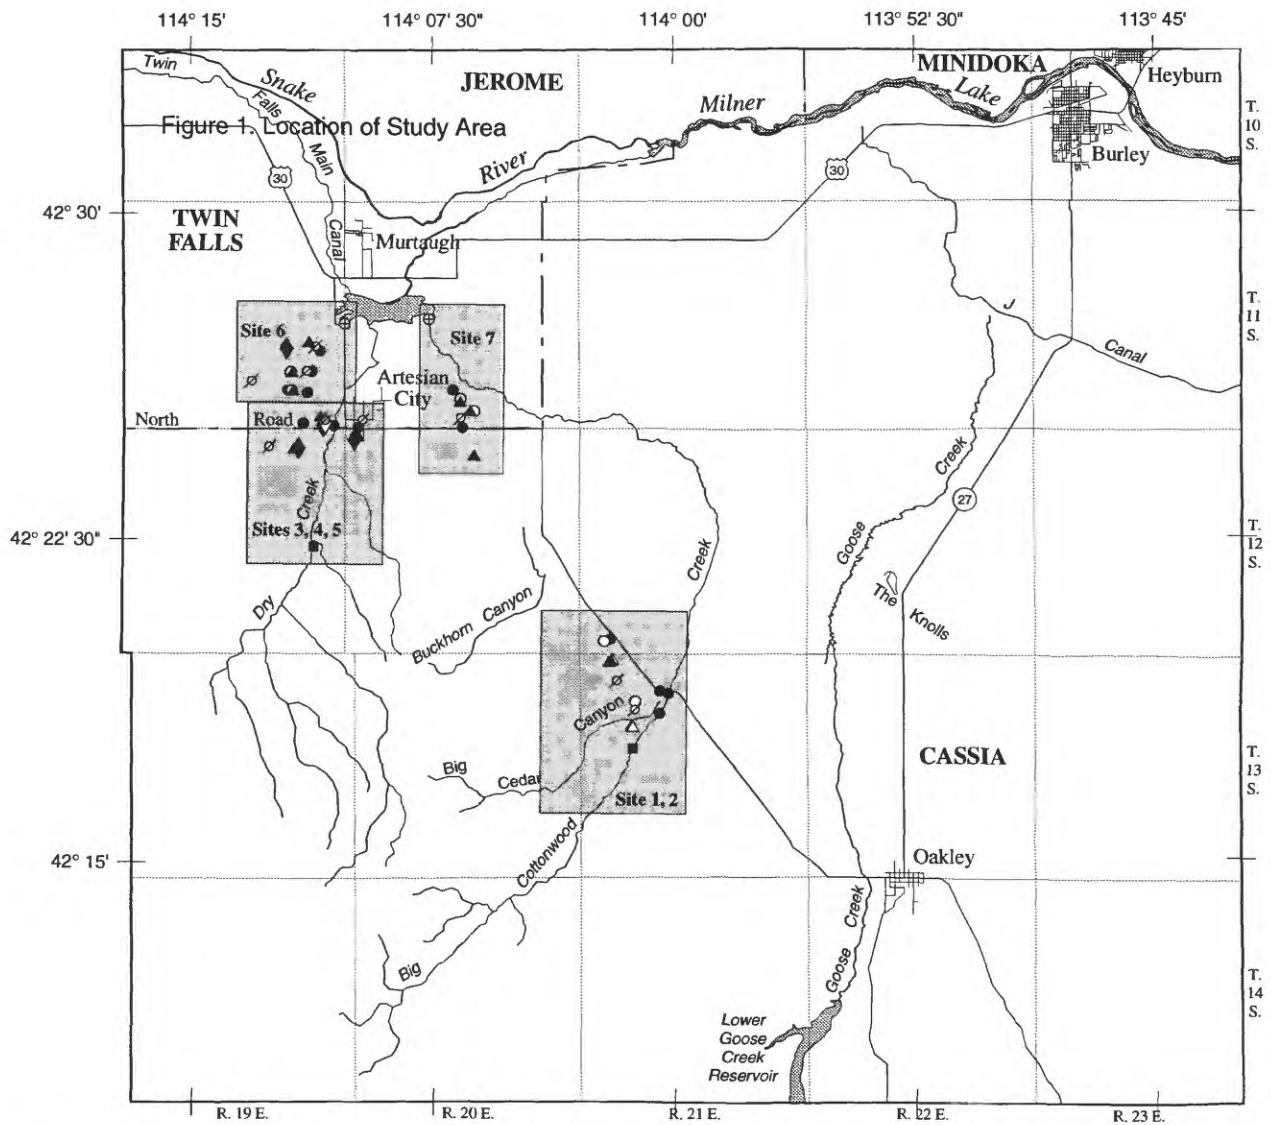 114° 15'
114° 07' 30"
114° 00'
113° 52' 30"
113° 45'
Twin
Falls
Main
Canal
Snake
River
JEROME
Milner
Lake
MINIDOKA
Heyburn
Burley
T.
10
S.
Figure 1. Location of Study Area
30
30
42° 30'
TWIN
FALLS
Murtaugh
T.
11
S.
Site 6
Site 7
J
Canal
Artesian
City
North
Road
Creek
Sites 3, 4, 5
42° 22' 30"
Creek
Goose
27
T.
12
S.
Creek
The
Knolls
Dry
Buckhorn Canyon
Canyon
Big
Cedar
Site 1, 2
CASSIA
T.
13
S.
42° 15'
Cottonwood
Oakley
Big
Goose Creek
T.
14
S.
Lower
Goose
Creek
Reservoir
R. 19 E.
R. 20 E.
R. 21 E.
R. 22 E.
R. 23 E.